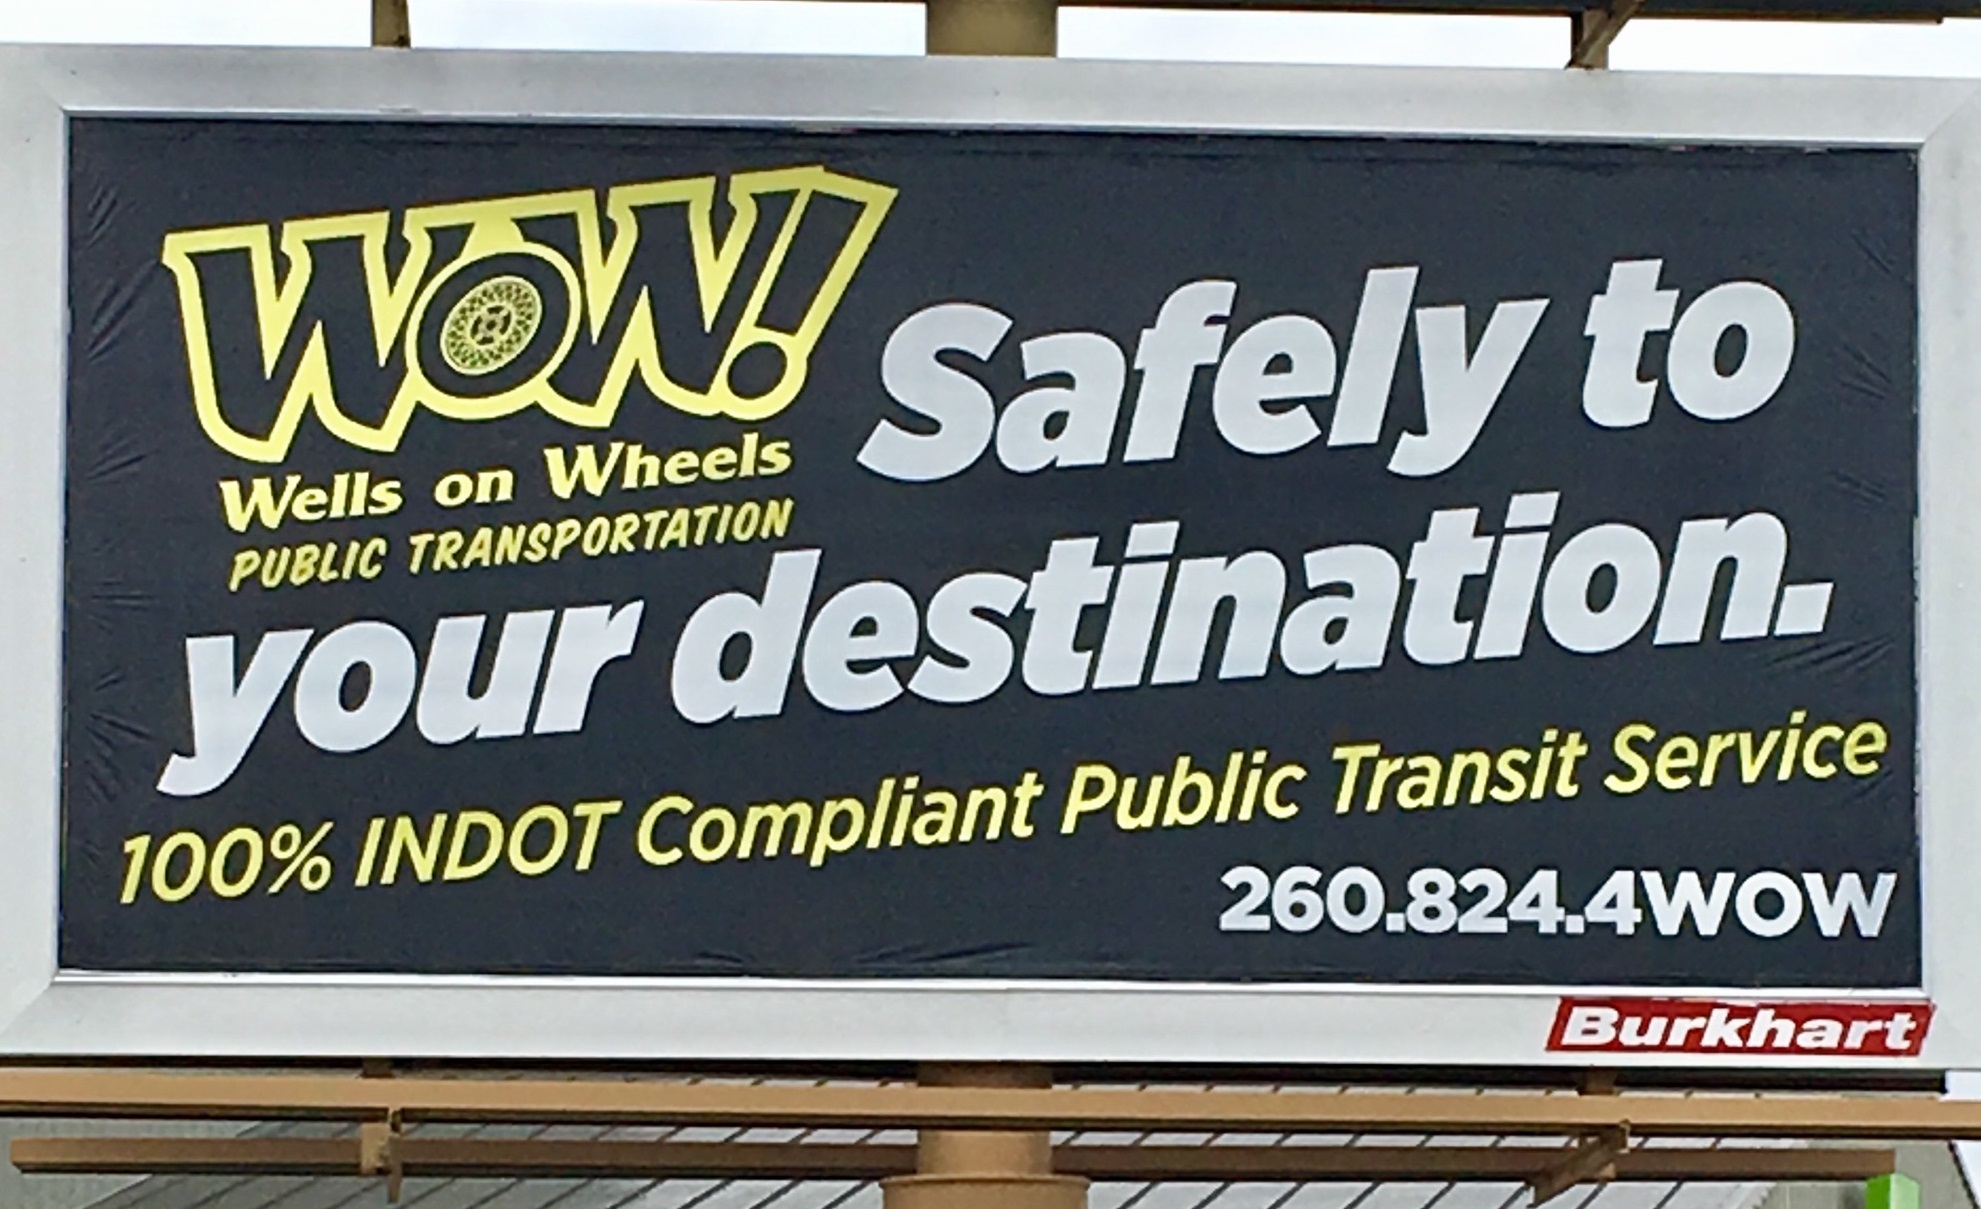 WOW!
Wells on Wheels
PUBLIC TRANSPORTATION
Safely to
your destination.
100% INDOT Compliant Public Transit Service
260.824.4WOW
Burkhart